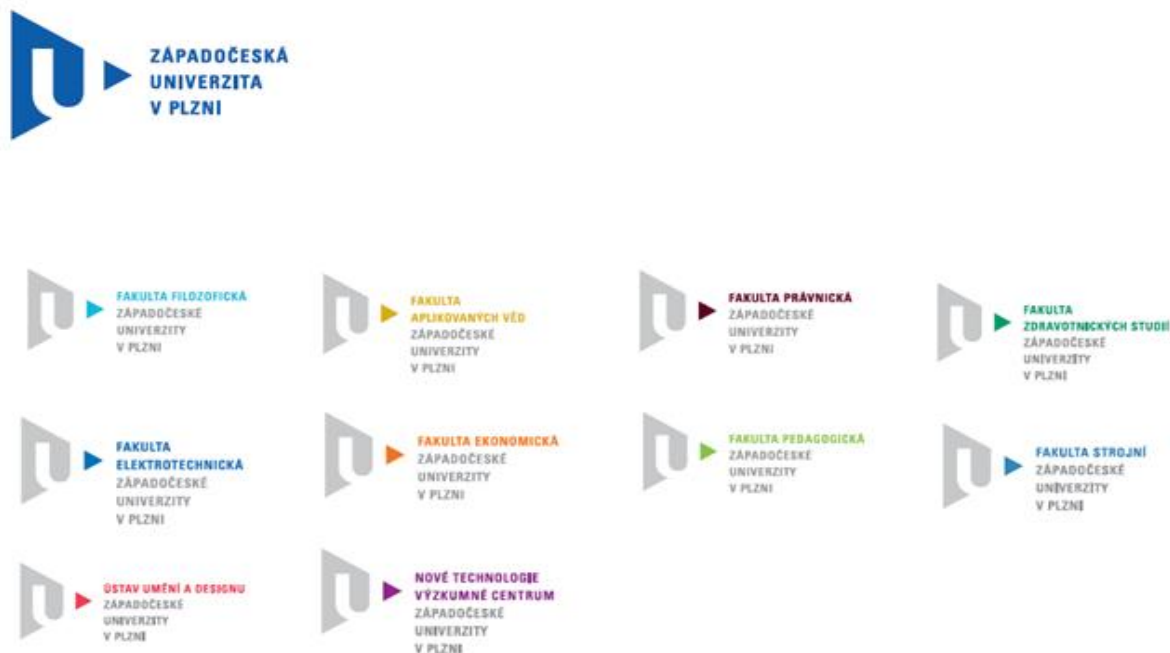 ZÁPADOČESKÁ
UNIVERZITA
V PLZNI
FAKULTA FILOZOFICKÁ
ZÁPADOČESKÉ
UNIVERZITY
V PLZNI
FAKULTA
APLIKOVANÝCH VĚD
ZÁPADOČESKÉ
UNIVERZITY
V PLZNI
FAKULTA PRÁVNICKÁ
ZÁPADOČESKÉ
UNIVERZITY
V PLZNI
FAKULTA
ZDRAVOTNICKÝCH STUDIÍ
ZÁPADOČESKÉ
UNIVERZITY
V PLZNI
FAKULTA
ELEKTROTECHNICKÁ
ZÁPADOČESKÉ
UNIVERZITY
V PLZNI
FAKULTA EKONOMICKÁ
ZÁPADOČESKÉ
UNIVERZITY
V PLZNI
FAKULTA PEDAGOGICKÁ
ZÁPADOČESKÉ
UNIVERZITY
V PLZNI
FAKULTA STROJNÍ
ZÁPADOČESKÉ
UNIVERZITY
V PLZNI
ÚSTAV UMĚNÍ A DESIGNU
ZÁPADOČESKÉ
UNIVERZITY
V PLZNI
NOVÉ TECHNOLOGIE
VÝZKUMNÉ CENTRUM
ZÁPADOČESKÉ
UNIVERZITY
V PLZNI